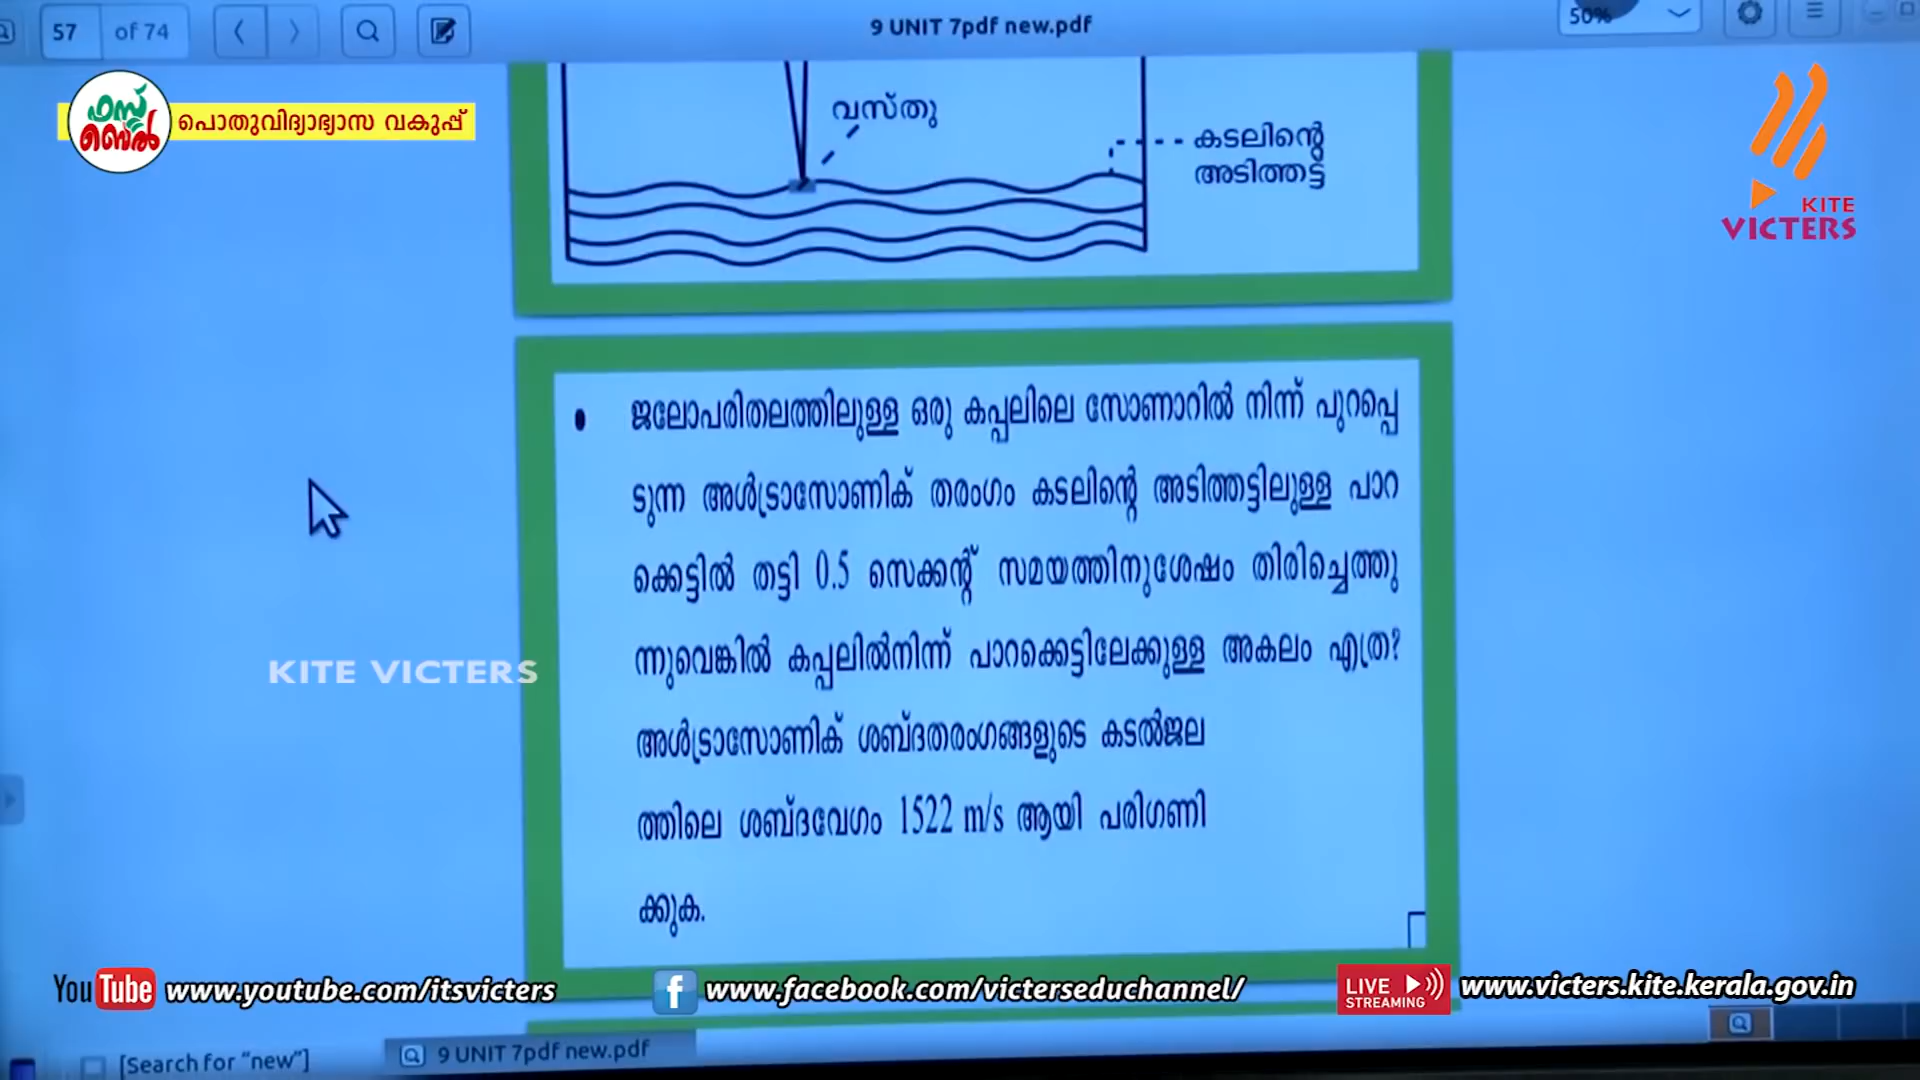 57 of 74
9 UNIT 7pdf new.pdf
50%
ഫസ്റ്റ് ബെൽ
പൊതുവിദ്യാഭ്യാസ വകുപ്പ്
വസ്തു
കടലിന്റെ
അടിത്തട്ട്
KITE
VICTERS
ജലോപരിതലത്തിലുള്ള ഒരു കപ്പലിലെ സോണാറിൽ നിന്ന് പുറപ്പെ
ടുന്ന അൾട്രാസോണിക് തരംഗം കടലിന്റെ അടിത്തട്ടിലുള്ള പാറ
ക്കെട്ടിൽ തട്ടി 0.5 സെക്കന്റ് സമയത്തിനുശേഷം തിരിച്ചെത്തു
ന്നുവെങ്കിൽ കപ്പലിൽനിന്ന് പാറക്കെട്ടിലേക്കുള്ള അകലം എത്ര?
KITE VICTERS
അൾട്രാസോണിക് ശബ്ദതരംഗങ്ങളുടെ കടൽജല
ത്തിലെ ശബ്ദവേഗം 1522 m/s ആയി പരിഗണി
ക്കുക.
YouTube www.youtube.com/itsvicters
f www.facebook.com/victerseduchannel/
LIVE STREAMING www.victers.kite.kerala.gov.in
[Search for "new"]
9 UNIT 7pdf new.pdf